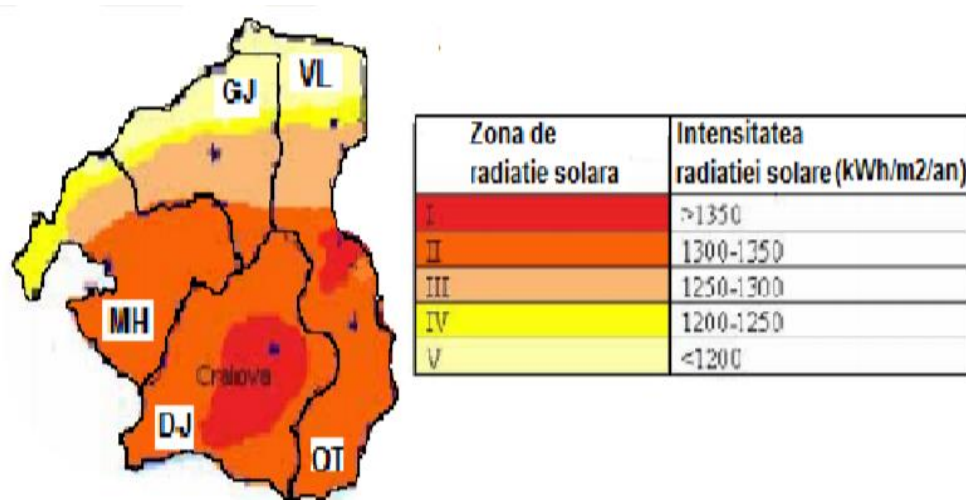 VL
GJ
MH
Craiova
DJ
OT
Zona de
radiatie solara
Intensitatea
radiatiei solare (kWh/m2/an)
I >1350
II 1300-1350
III 1250-1300
IV 1200-1250
V <1200